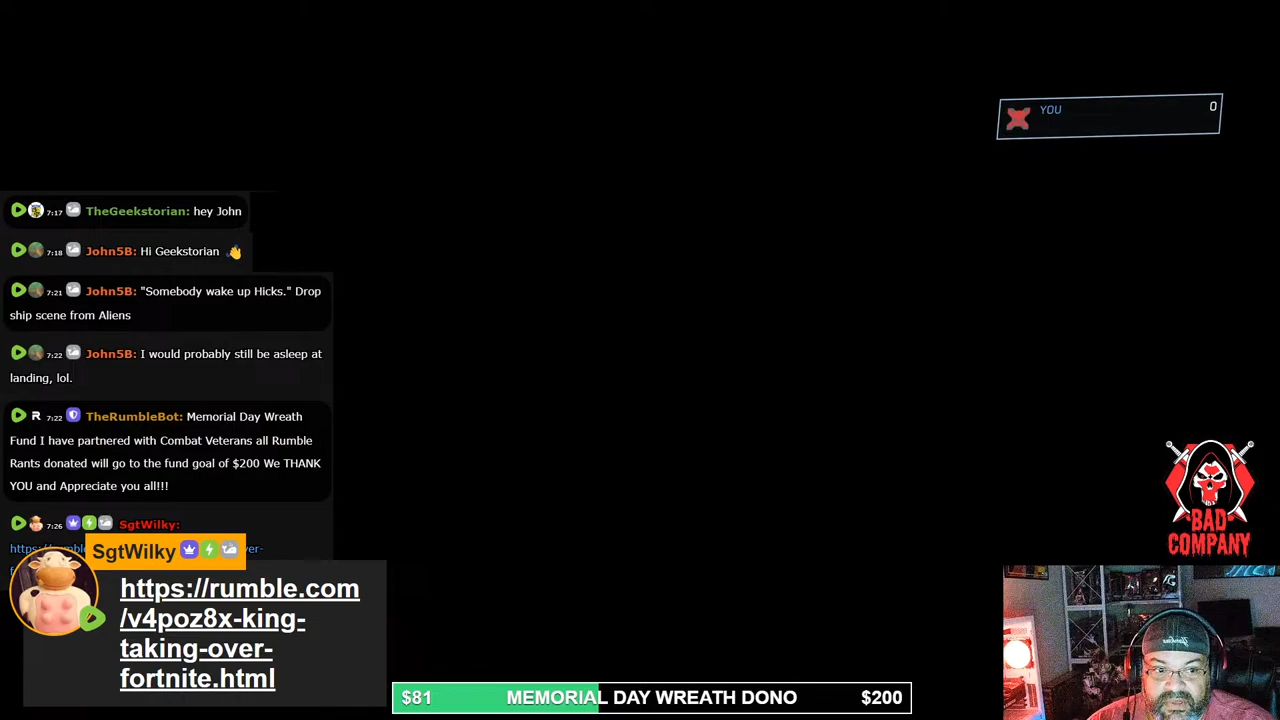 YOU 0
7:17 TheGeekstorian: hey John
7:18 John5B: Hi Geekstorian
7:21 John5B: "Somebody wake up Hicks." Drop
ship scene from Aliens
7:22 John5B: I would probably still be asleep at
landing, lol.
R 7:22 TheRumbleBot: Memorial Day Wreath
Fund I have partnered with Combat Veterans all Rumble
Rants donated will go to the fund goal of $200 We THANK
YOU and Appreciate you all!!!
7:26 SgtWilky:
SgtWilky
https://rumble.com
/v4poz8x-king-
taking-over-
fortnite.html
BAD
COMPANY
$81 MEMORIAL DAY WREATH DONO $200